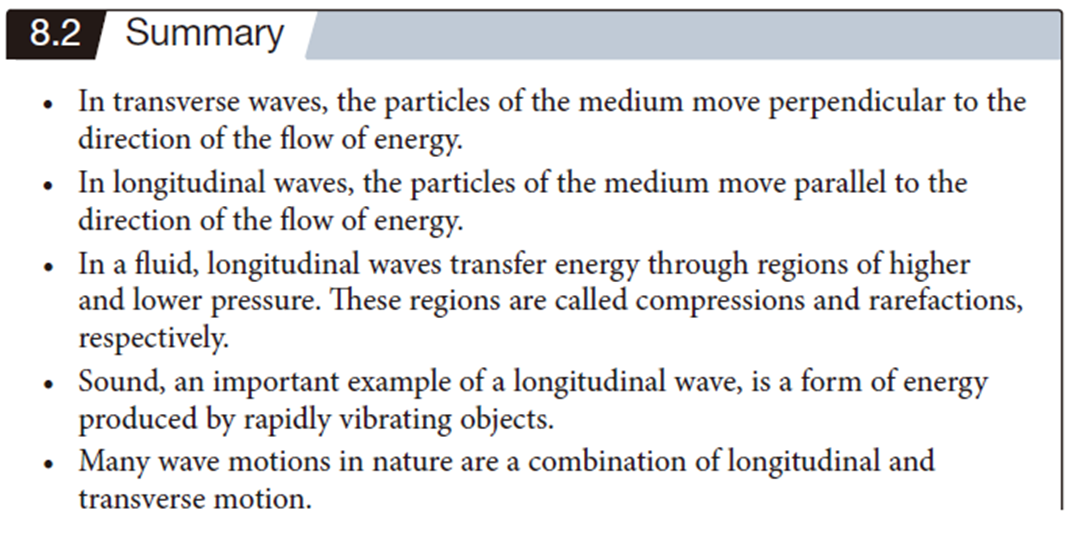 8.2 Summary
• In transverse waves, the particles of the medium move perpendicular to the
direction of the flow of energy.
• In longitudinal waves, the particles of the medium move parallel to the
direction of the flow of energy.
• In a fluid, longitudinal waves transfer energy through regions of higher
and lower pressure. These regions are called compressions and rarefactions,
respectively.
• Sound, an important example of a longitudinal wave, is a form of energy
produced by rapidly vibrating objects.
• Many wave motions in nature are a combination of longitudinal and
transverse motion.